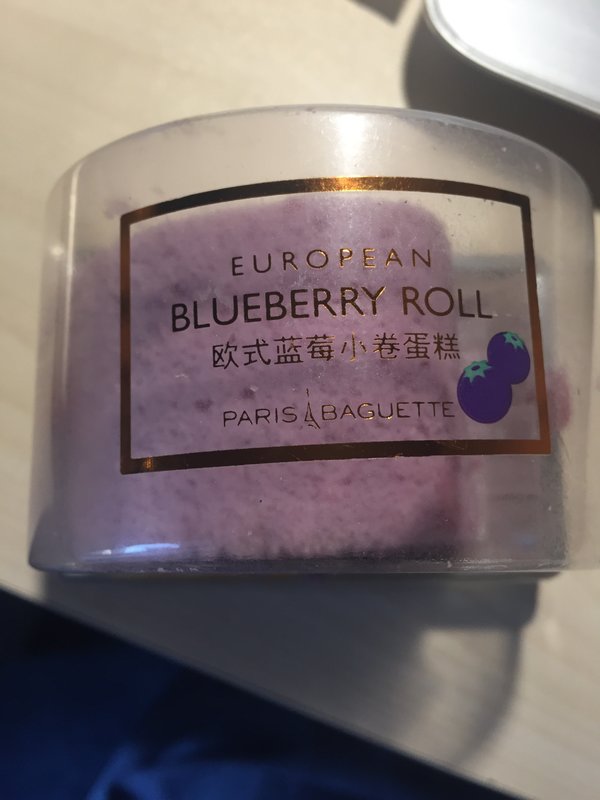 EUROPEAN
BLUEBERRY ROLL
欧式蓝莓小卷蛋糕
PARIS BAGUETTE